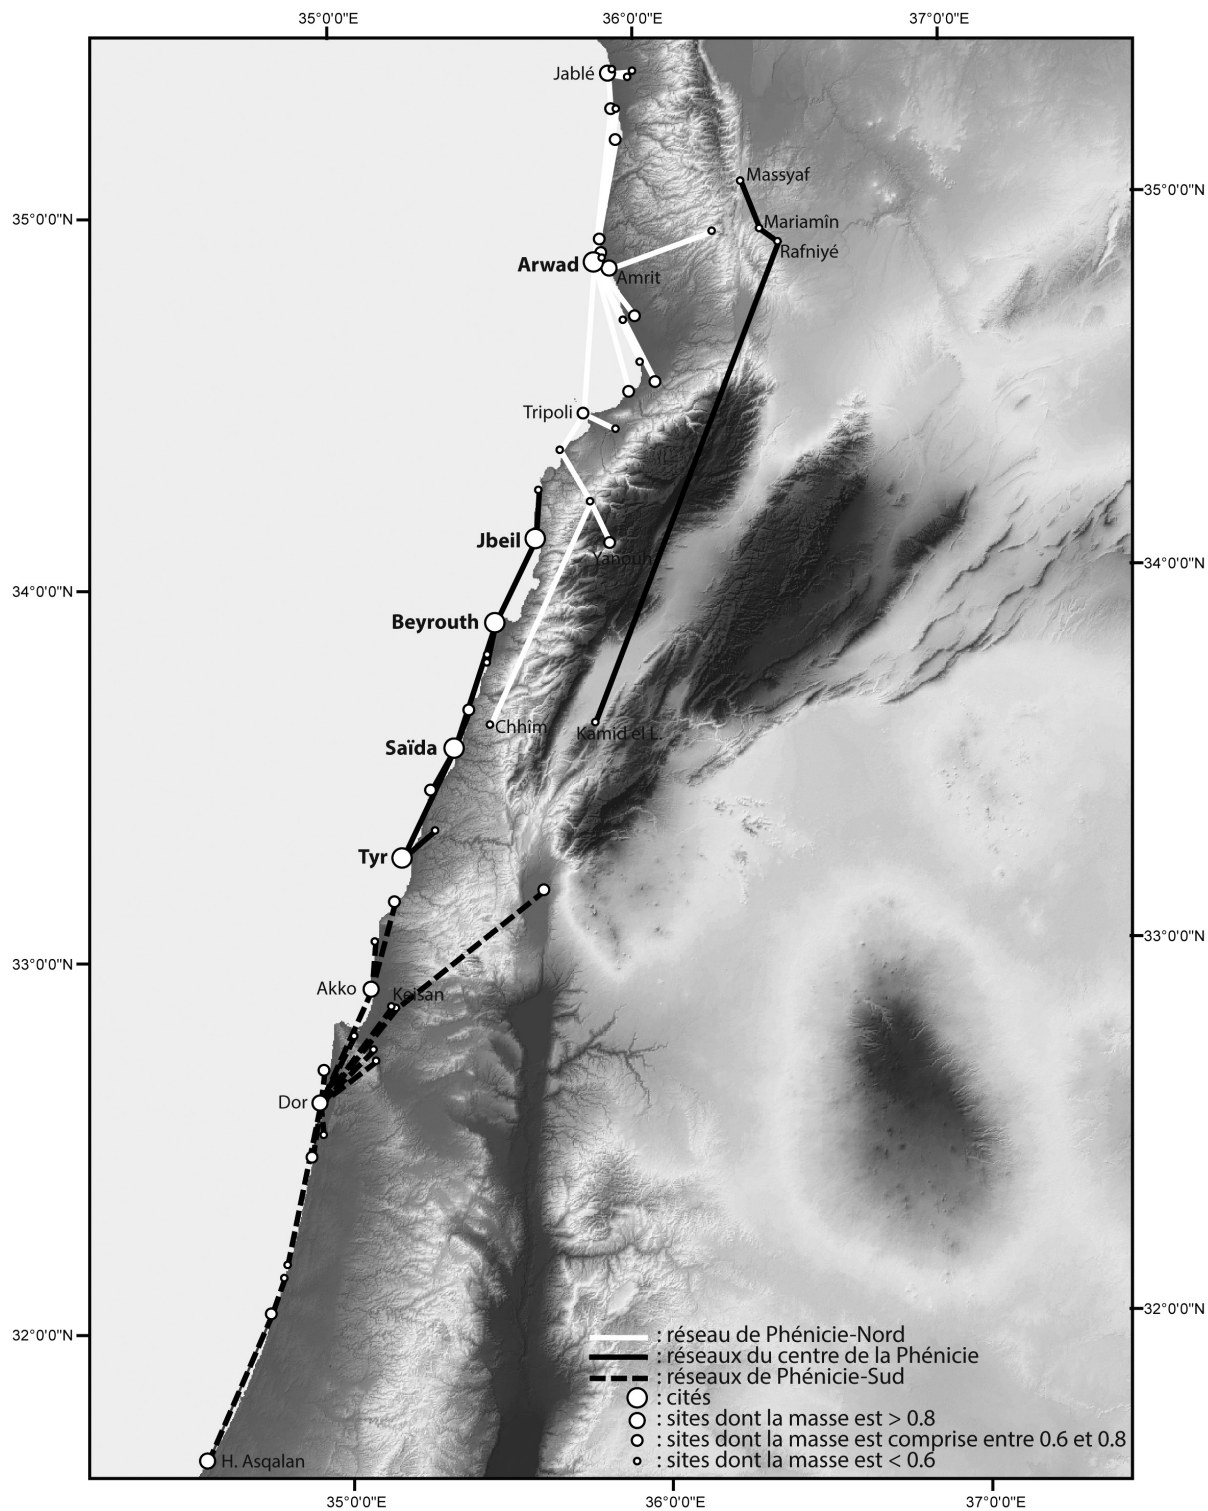 35°0'0"E 36°0'0"E 37°0'0"E
Jablé
Massyaf
35°0'0"N
35°0'0"N
Mariamîn
Rafniyé
Arwad
Amrit
Tripoli
Jbeil
Yanouh
34°0'0"N
34°0'0"N
Beyrouth
Chhîm
Kamid el L.
Saïda
Tyr
33°0'0"N
33°0'0"N
Akko
Keisan
Dor
32°0'0"N
32°0'0"N
: réseau de Phénicie-Nord
: réseaux du centre de la Phénicie
: réseaux de Phénicie-Sud
: cités
: sites dont la masse est > 0.8
: sites dont la masse est comprise entre 0.6 et 0.8
: sites dont la masse est < 0.6
H. Asqalan
35°0'0"E 36°0'0"E 37°0'0"E